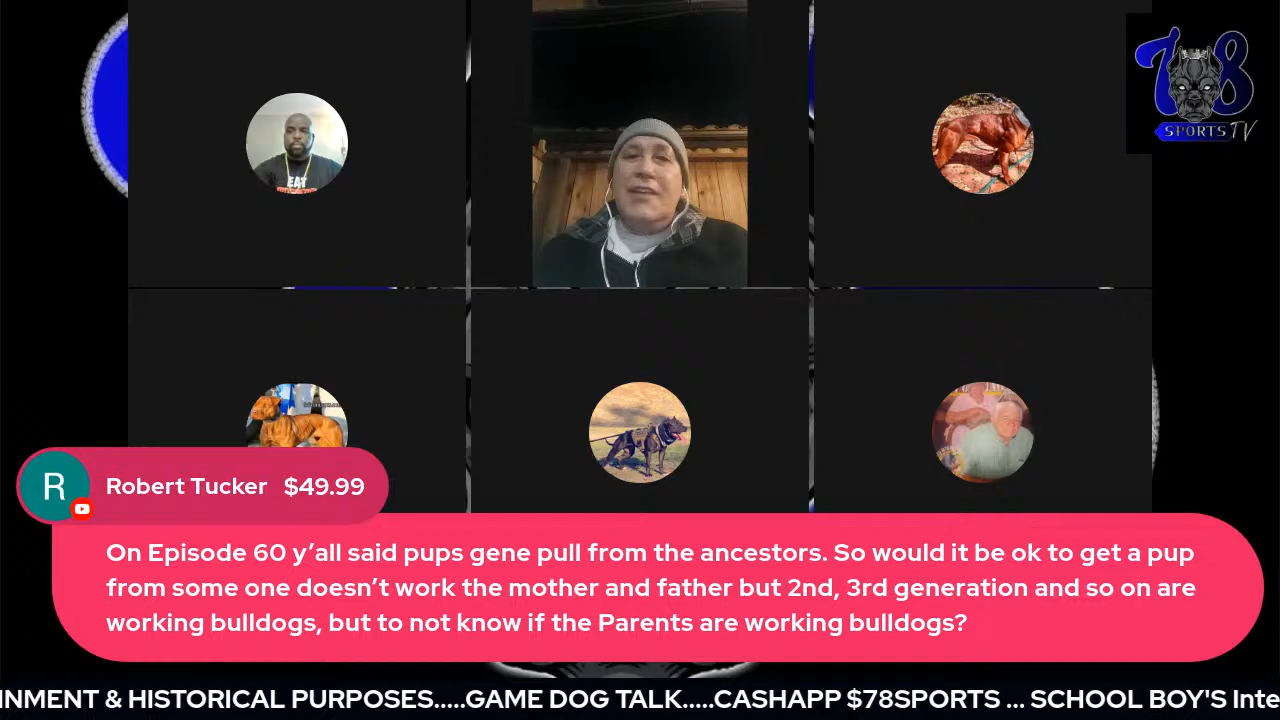 78
SPORTS TV
EAT
Robert Tucker $49.99
R
On Episode 60 y’all said pups gene pull from the ancestors. So would it be ok to get a pup
from some one doesn’t work the mother and father but 2nd, 3rd generation and so on are
working bulldogs, but to not know if the Parents are working bulldogs?
INMENT & HISTORICAL PURPOSES.....GAME DOG TALK.....CASHAPP $78SPORTS ... SCHOOL BOY'S Inte